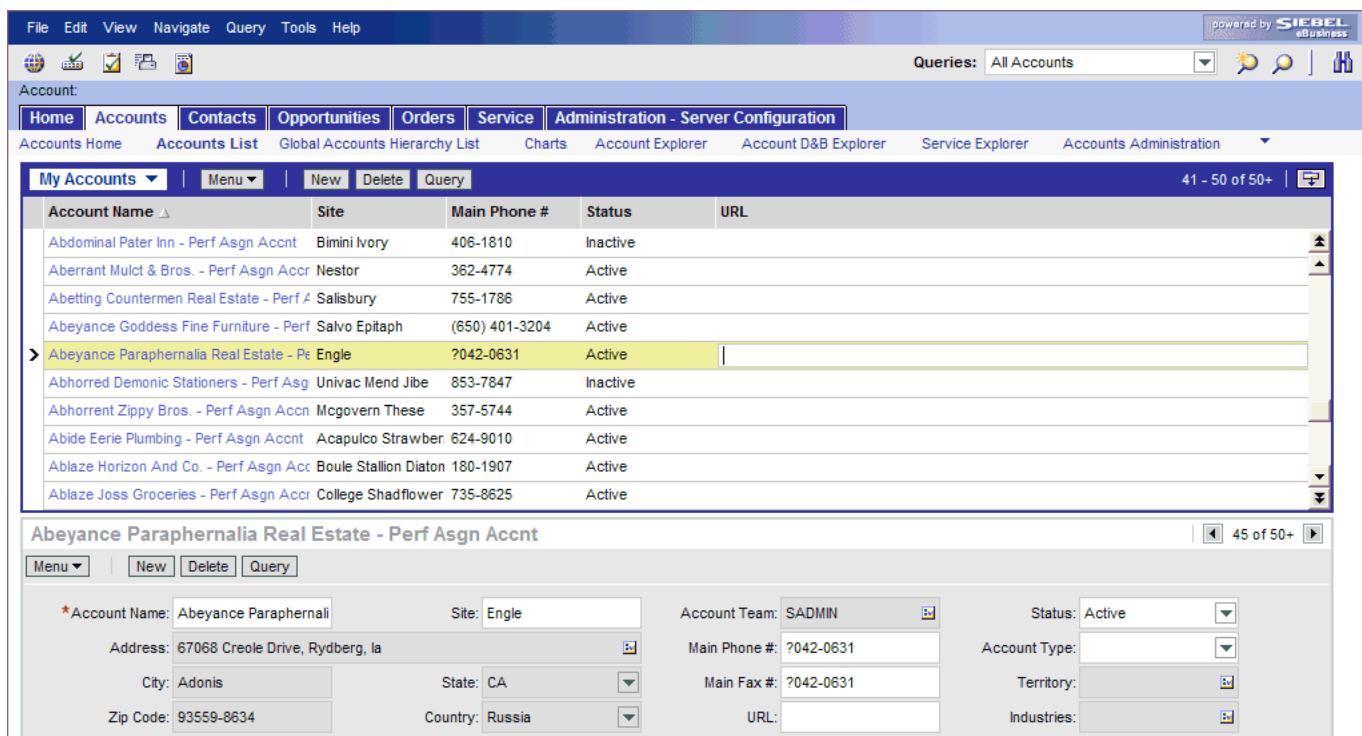 File Edit View Navigate Query Tools Help
powered by SIEBEL eBusiness
Queries: All Accounts
Account:
Home Accounts Contacts Opportunities Orders Service Administration - Server Configuration
Accounts Home Accounts List Global Accounts Hierarchy List Charts Account Explorer Account D&B Explorer Service Explorer Accounts Administration
My Accounts Menu New Delete Query 41 - 50 of 50+
Account Name Site Main Phone # Status URL
Abdominal Pater Inn - Perf Asgn Accnt Bimini Ivory 406-1810 Inactive
Aberrant Mulct & Bros. - Perf Asgn Accr Nestor 362-4774 Active
Abetting Countermen Real Estate - Perf A Salisbury 755-1786 Active
Abeyance Goddess Fine Furniture - Perf Salvo Epitaph (650) 401-3204 Active
Abeyance Paraphernalia Real Estate - Pe Engle ?042-0631 Active
Abhorred Demonic Stationers - Perf Asg Univac Mend Jibe 853-7847 Inactive
Abhorrent Zippy Bros. - Perf Asgn Accn Mcgovern These 357-5744 Active
Abide Eerie Plumbing - Perf Asgn Accnt Acapulco Strawber 624-9010 Active
Ablaze Horizon And Co. - Perf Asgn Acc Boule Stallion Diaton 180-1907 Active
Ablaze Joss Groceries - Perf Asgn Accr College Shadflower 735-8625 Active
Abeyance Paraphernalia Real Estate - Perf Asgn Accnt 45 of 50+
Menu New Delete Query
*Account Name: Abeyance Paraphernali Site: Engle Account Team: SADMIN Status: Active
Address: 67068 Creole Drive, Rydberg, Ia Main Phone #: ?042-0631 Account Type:
City: Adonis State: CA Main Fax #: ?042-0631 Territory:
Zip Code: 93559-8634 Country: Russia URL: Industries: